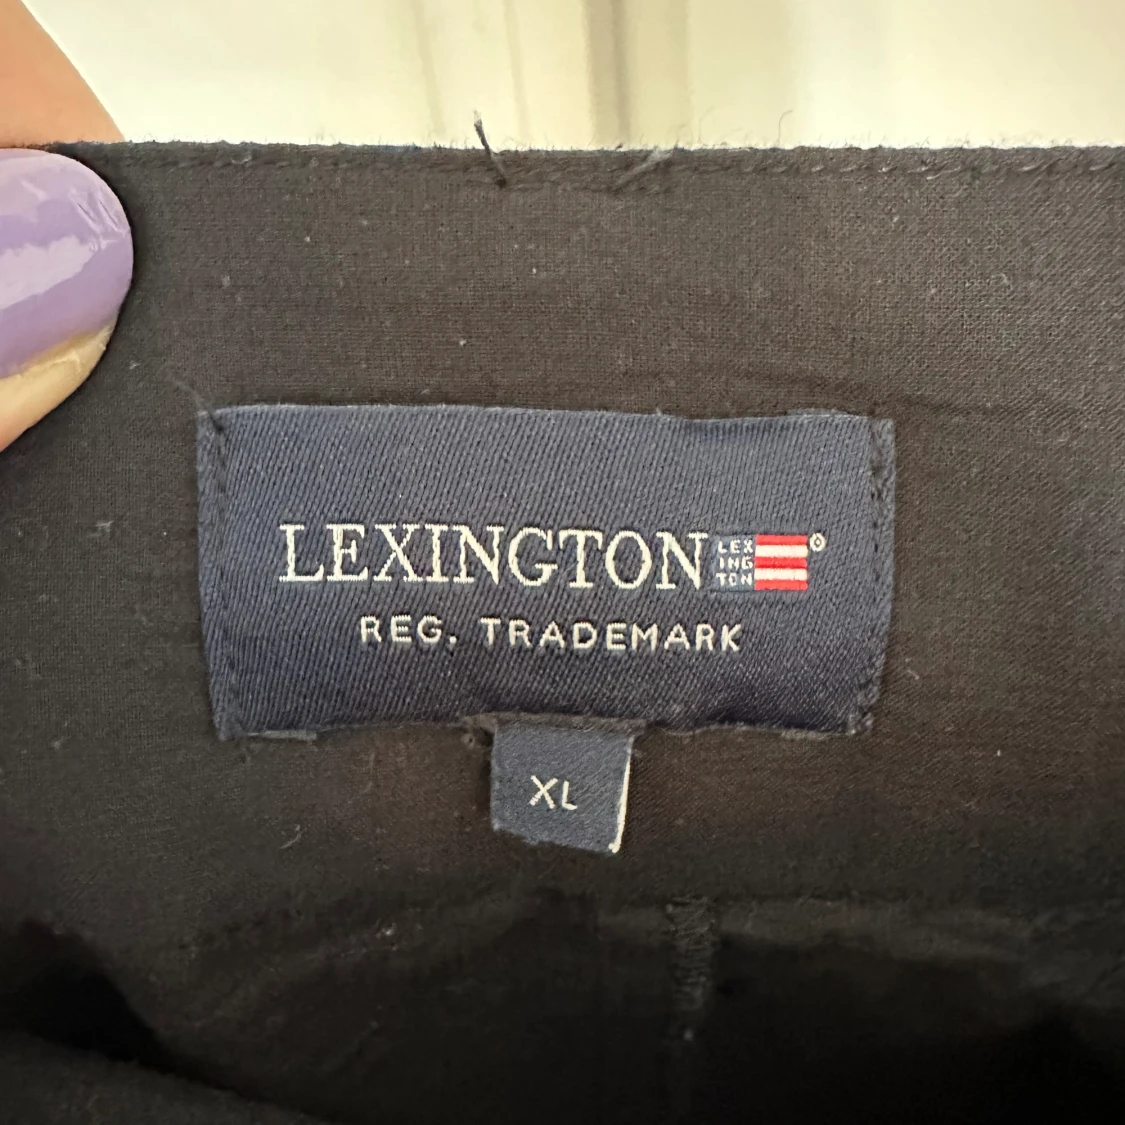 LEXINGTON
LEX
ING
TON
®
REG. TRADEMARK
XL